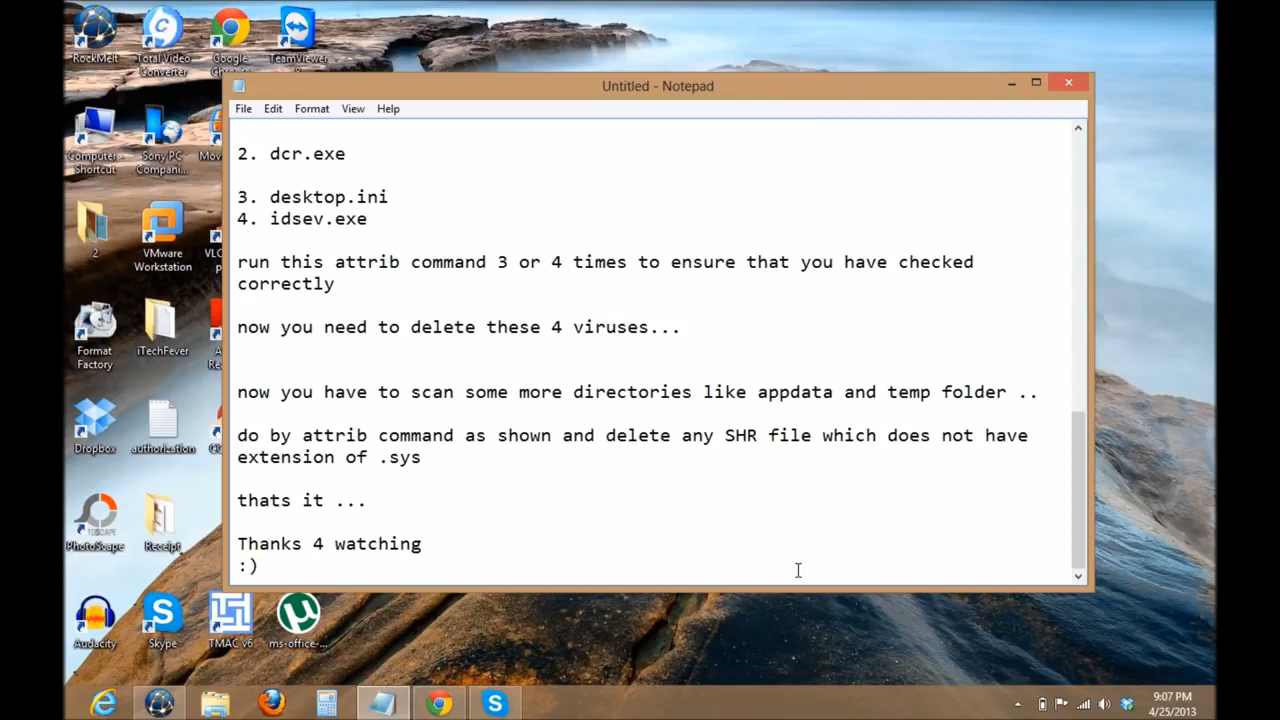 RockMelt
Total Video
Converter
Google
TeamViewer
Untitled - Notepad
File Edit Format View Help
2. dcr.exe
3. desktop.ini
4. idsev.exe
run this attrib command 3 or 4 times to ensure that you have checked
correctly
now you need to delete these 4 viruses...
now you have to scan some more directories like appdata and temp folder ..
do by attrib command as shown and delete any SHR file which does not have
extension of .sys
thats it ...
Thanks 4 watching
:)
Computer
Shortcut
Sony PC
Compani...
2
VMware
Workstation
Format
Factory
iTechFever
Dropbox
authorization
PhotoScape
Receipt
Audacity
Skype
TMAC v6
ms-office-...
9:07 PM
4/25/2013